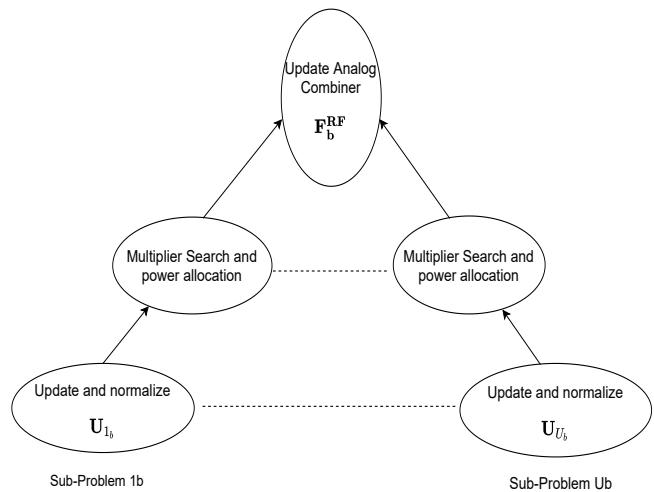 Update Analog
Combiner
F_b^RF
Multiplier Search and
power allocation
Multiplier Search and
power allocation
Update and normalize
U_{1_b}
Update and normalize
U_{U_b}
Sub-Problem 1b
Sub-Problem Ub